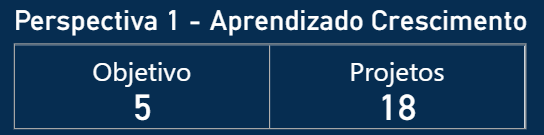 Perspectiva 1 - Aprendizado Crescimento
Objetivo Projetos
5 18